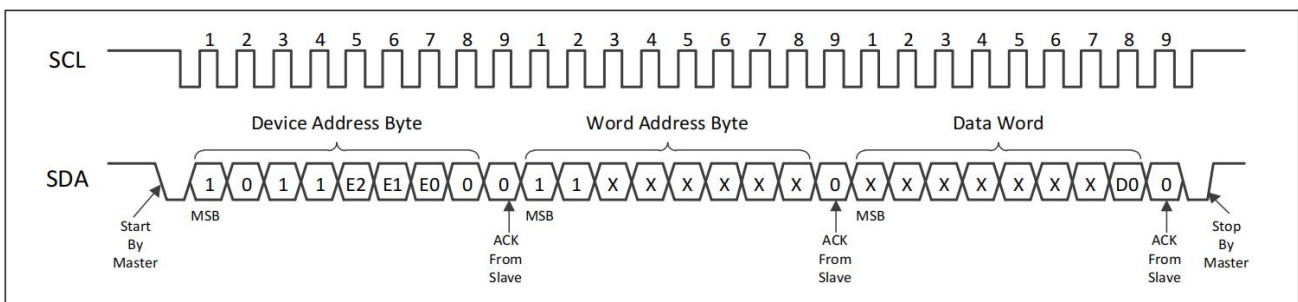 1 2 3 4 5 6 7 8 9 1 2 3 4 5 6 7 8 9 1 2 3 4 5 6 7 8 9
SCL
Device Address Byte Word Address Byte Data Word
SDA 1 0 1 1 E2 E1 E0 0 0 1 1 X X X X X X 0 X X X X X X X D0 0
MSB MSB MSB
Start
By
Master
ACK
From
Slave
ACK
From
Slave
ACK
From
Slave
Stop
By
Master